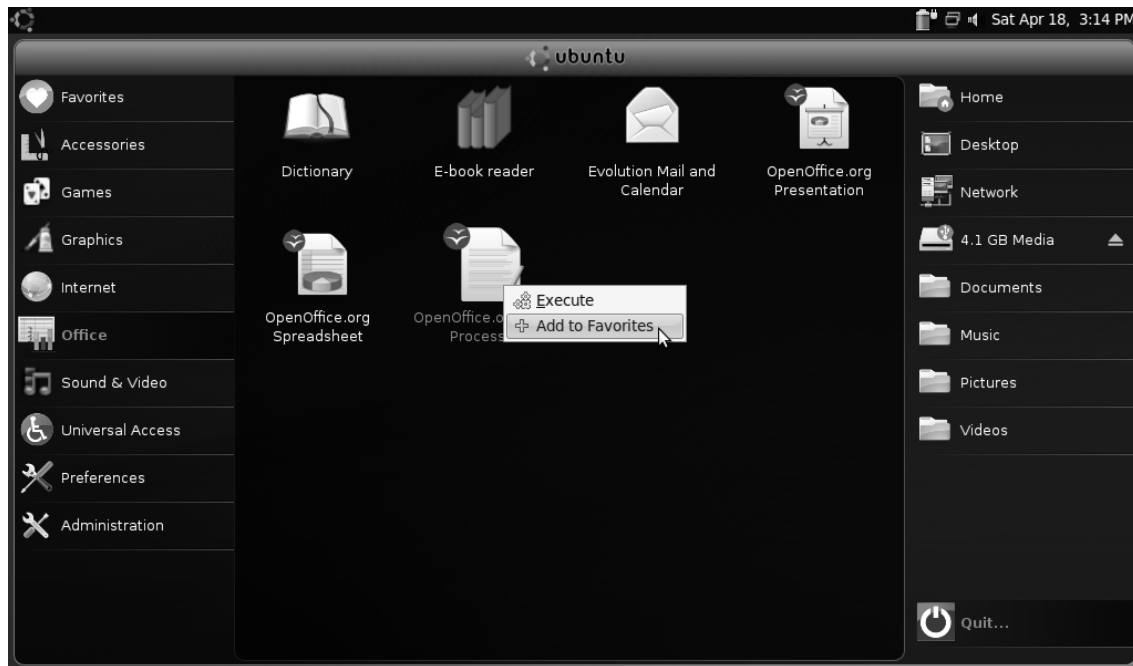 Sat Apr 18, 3:14 PM
ubuntu
Favorites
Accessories
Games
Graphics
Internet
Office
Sound & Video
Universal Access
Preferences
Administration
Dictionary
E-book reader
Evolution Mail and
Calendar
OpenOffice.org
Presentation
OpenOffice.org
Spreadsheet
OpenOffice.o
Process
Execute
Add to Favorites
Home
Desktop
Network
4.1 GB Media
Documents
Music
Pictures
Videos
Quit...